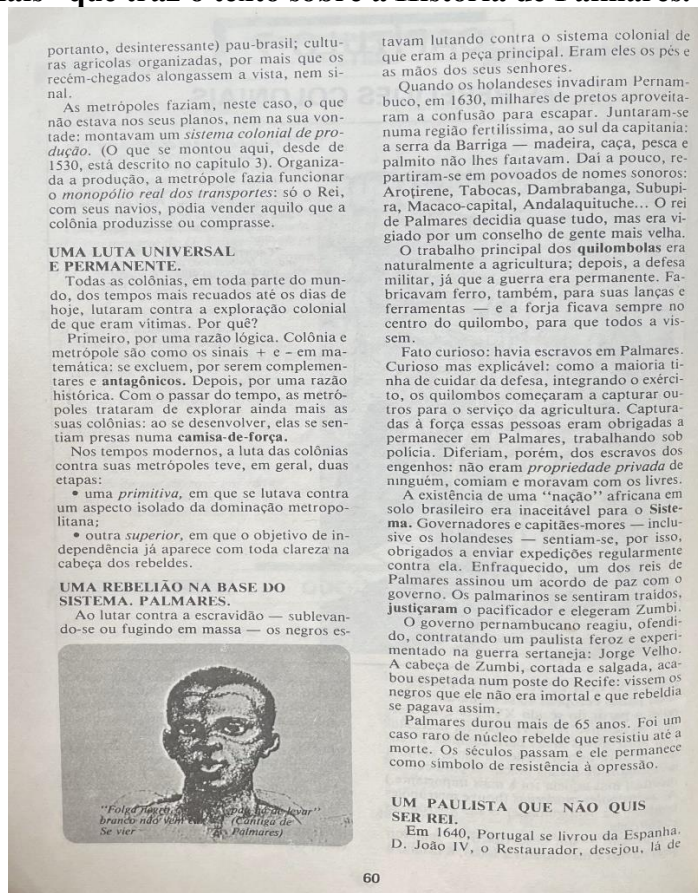 ais" que traz o texto sobre a História de Palmares.
portanto, desinteressante) pau-brasil; cultu-
ras agrícolas organizadas, por mais que os
recém-chegados alongassem a vista, nem si-
nal.
As metrópoles faziam, neste caso, o que
não estava nos seus planos, nem na sua von-
tade: montavam um sistema colonial de pro-
dução. (O que se montou aqui, desde de
1530, está descrito no capítulo 3). Organiza-
da a produção, a metrópole fazia funcionar
o monopólio real dos transportes: só o Rei,
com seus navios, podia vender aquilo que a
colônia produzisse ou comprasse.
UMA LUTA UNIVERSAL
E PERMANENTE.
Todas as colônias, em toda parte do mun-
do, dos tempos mais recuados até os dias de
hoje, lutaram contra a exploração colonial
de que eram vítimas. Por quê?
Primeiro, por uma razão lógica. Colônia e
metrópole são como os sinais + e – em ma-
temática: se excluem, por serem complemen-
tares e antagônicos. Depois, por uma razão
histórica. Com o passar do tempo, as metró-
poles trataram de explorar ainda mais as
suas colônias: ao se desenvolver, elas se sen-
tiam presas numa camisa-de-força.
Nos tempos modernos, a luta das colônias
contra suas metrópoles teve, em geral, duas
etapas:
• uma primitiva, em que se lutava contra
um aspecto isolado da dominação metropo-
litana;
• outra superior, em que o objetivo de in-
dependência já aparece com toda clareza na
cabeça dos rebeldes.
UMA REBELIÃO NA BASE DO
SISTEMA. PALMARES.
Ao lutar contra a escravidão — sublevan-
do-se ou fugindo em massa — os negros es-
"Folga negro,
branco não vem
Se vier
levar"
(Cantiga de
Palmares)
tavam lutando contra o sistema colonial de
que eram a peça principal. Eram eles os pés e
as mãos dos seus senhores.
Quando os holandeses invadiram Pernam-
buco, em 1630, milhares de pretos aproveita-
ram a confusão para escapar. Juntaram-se
numa região fertilíssima, ao sul da capitania:
a serra da Barriga — madeira, caça, pesca e
palmito não lhes faitavam. Daí a pouco, re-
partiram-se em povoados de nomes sonoros:
Arotirene, Tabocas, Dambrabanga, Subupi-
ra, Macaco-capital, Andalaquituche... O rei
de Palmares decidia quase tudo, mas era vi-
giado por um conselho de gente mais velha.
O trabalho principal dos quilombolas era
naturalmente a agricultura; depois, a defesa
militar, já que a guerra era permanente. Fa-
bricavam ferro, também, para suas lanças e
ferramentas — e a forja ficava sempre no
centro do quilombo, para que todos a vis-
sem.
Fato curioso: havia escravos em Palmares.
Curioso mas explicável: como a maioria ti-
nha de cuidar da defesa, integrando o exérci-
to, os quilombos começaram a capturar ou-
tros para o serviço da agricultura. Captura-
das à força essas pessoas eram obrigadas a
permanecer em Palmares, trabalhando sob
polícia. Diferiam, porém, dos escravos dos
engenhos: não eram propriedade privada de
ninguém, comiam e moravam com os livres.
A existência de uma "nação" africana em
solo brasileiro era inaceitável para o Siste-
ma. Governadores e capitães-mores — inclu-
sive os holandeses — sentiam-se, por isso,
obrigados a enviar expedições regularmente
contra ela. Enfraquecido, um dos reis de
Palmares assinou um acordo de paz com o
governo. Os palmarinos se sentiram traídos,
justiçaram o pacificador e elegeram Zumbi.
O governo pernambucano reagiu, ofendi-
do, contratando um paulista feroz e experi-
mentado na guerra sertaneja: Jorge Velho.
A cabeça de Zumbi, cortada e salgada, aca-
bou espetada num poste do Recife: vissem os
negros que ele não era imortal e que rebeldia
se pagava assim.
Palmares durou mais de 65 anos. Foi um
caso raro de núcleo rebelde que resistiu até a
morte. Os séculos passam e ele permanece
como símbolo de resistência à opressão.
UM PAULISTA QUE NÃO QUIS
SER REI.
Em 1640, Portugal se livrou da Espanha.
D. João IV, o Restaurador, desejou, lá de
60